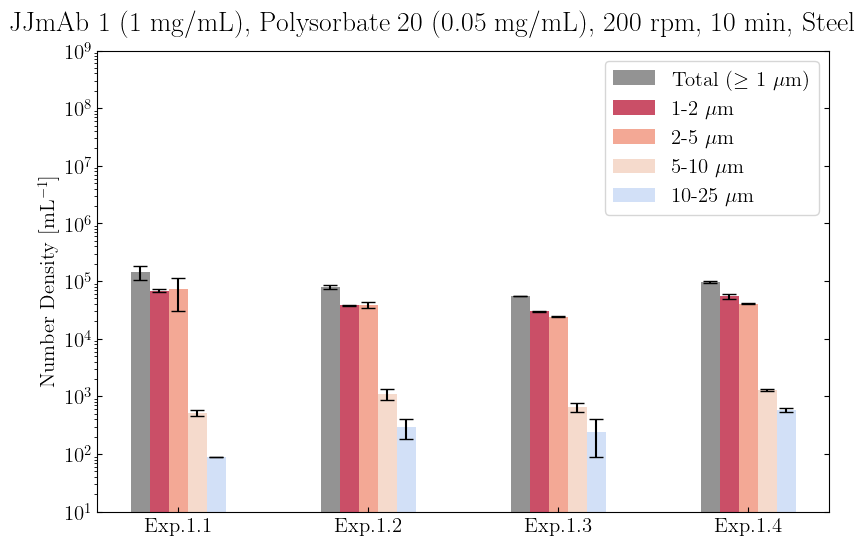 JJmAb 1 (1 mg/mL), Polysorbate 20 (0.05 mg/mL), 200 rpm, 10 min, Steel
Number Density [mL⁻¹]
10⁹
10⁸
10⁷
10⁶
10⁵
10⁴
10³
10²
10¹
Total (≥ 1 μm)
1-2 μm
2-5 μm
5-10 μm
10-25 μm
Exp.1.1 Exp.1.2 Exp.1.3 Exp.1.4